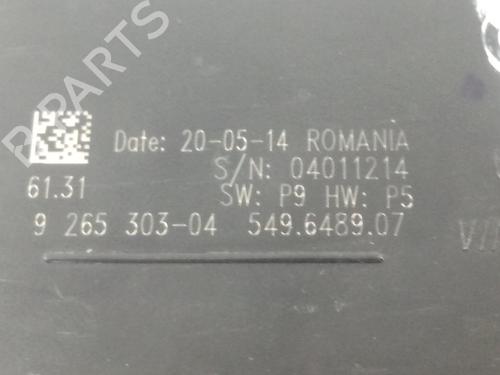 B-PARTS
Date: 20-05-14 ROMANIA
S/N: 04011214
61.31
SW: P9 HW: P5
9 265 303-04 549.6489.07